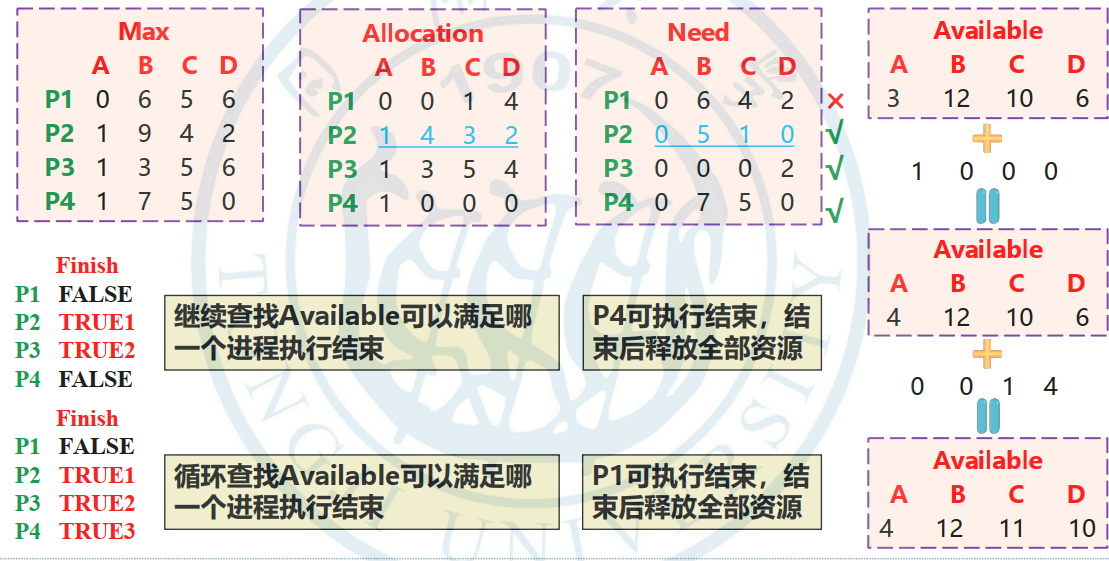 Max
A B C D
P1 0 6 5 6
P2 1 9 4 2
P3 1 3 5 6
P4 1 7 5 0
Allocation
A B C D
P1 0 0 1 4
P2 1 4 3 2
P3 1 3 5 4
P4 1 0 0 0
Need
A B C D
P1 0 6 4 2 ×
P2 0 5 1 0 √
P3 0 0 0 2 √
P4 0 7 5 0 √
Available
A B C D
3 12 10 6
+
1 0 0 0
Available
A B C D
4 12 10 6
+
0 0 1 4
Available
A B C D
4 12 11 10
Finish
P1 FALSE
P2 TRUE1
P3 TRUE2
P4 FALSE
继续查找Available可以满足哪
一个进程执行结束
P4可执行结束，结
束后释放全部资源
Finish
P1 FALSE
P2 TRUE1
P3 TRUE2
P4 TRUE3
循环查找Available可以满足哪
一个进程执行结束
P1可执行结束，结
束后释放全部资源
1907
UNIVERSITY